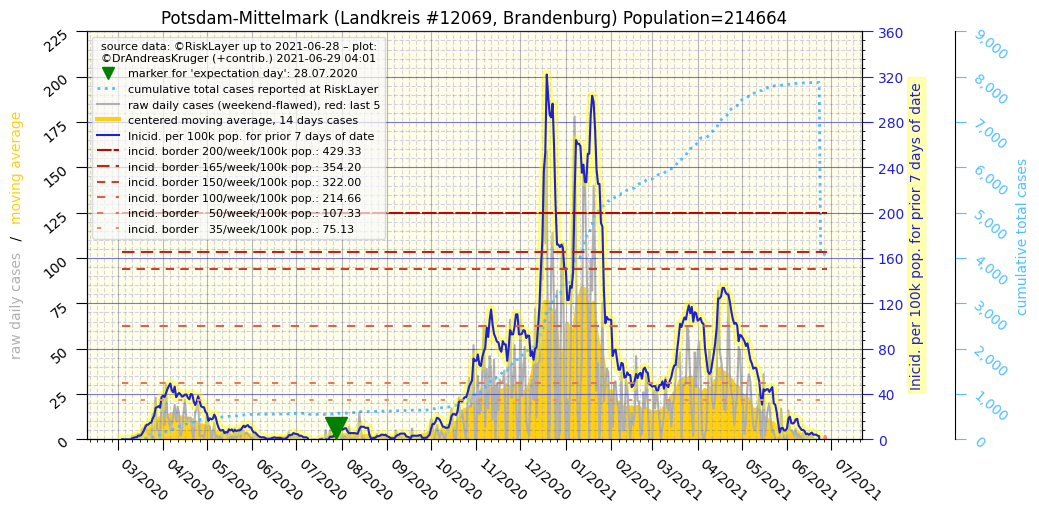 Potsdam-Mittelmark (Landkreis #12069, Brandenburg) Population=214664
source data: ©RiskLayer up to 2021-06-28 – plot:
©DrAndreasKruger (+contrib.) 2021-06-29 04:01
marker for 'expectation day': 28.07.2020
cumulative total cases reported at RiskLayer
raw daily cases (weekend-flawed), red: last 5
centered moving average, 14 days cases
Inicid. per 100k pop. for prior 7 days of date
incid. border 200/week/100k pop.: 429.33
incid. border 165/week/100k pop.: 354.20
incid. border 150/week/100k pop.: 322.00
incid. border 100/week/100k pop.: 214.66
incid. border   50/week/100k pop.: 107.33
incid. border   35/week/100k pop.: 75.13
raw daily cases   /   moving average
225
200
175
150
125
100
75
50
25
0
03/2020
04/2020
05/2020
06/2020
07/2020
08/2020
09/2020
10/2020
11/2020
12/2020
01/2021
02/2021
03/2021
04/2021
05/2021
06/2021
07/2021
360
320
280
240
200
160
120
80
40
0
Inicid. per 100k pop. for prior 7 days of date
9,000
8,000
7,000
6,000
5,000
4,000
3,000
2,000
1,000
0
cumulative total cases